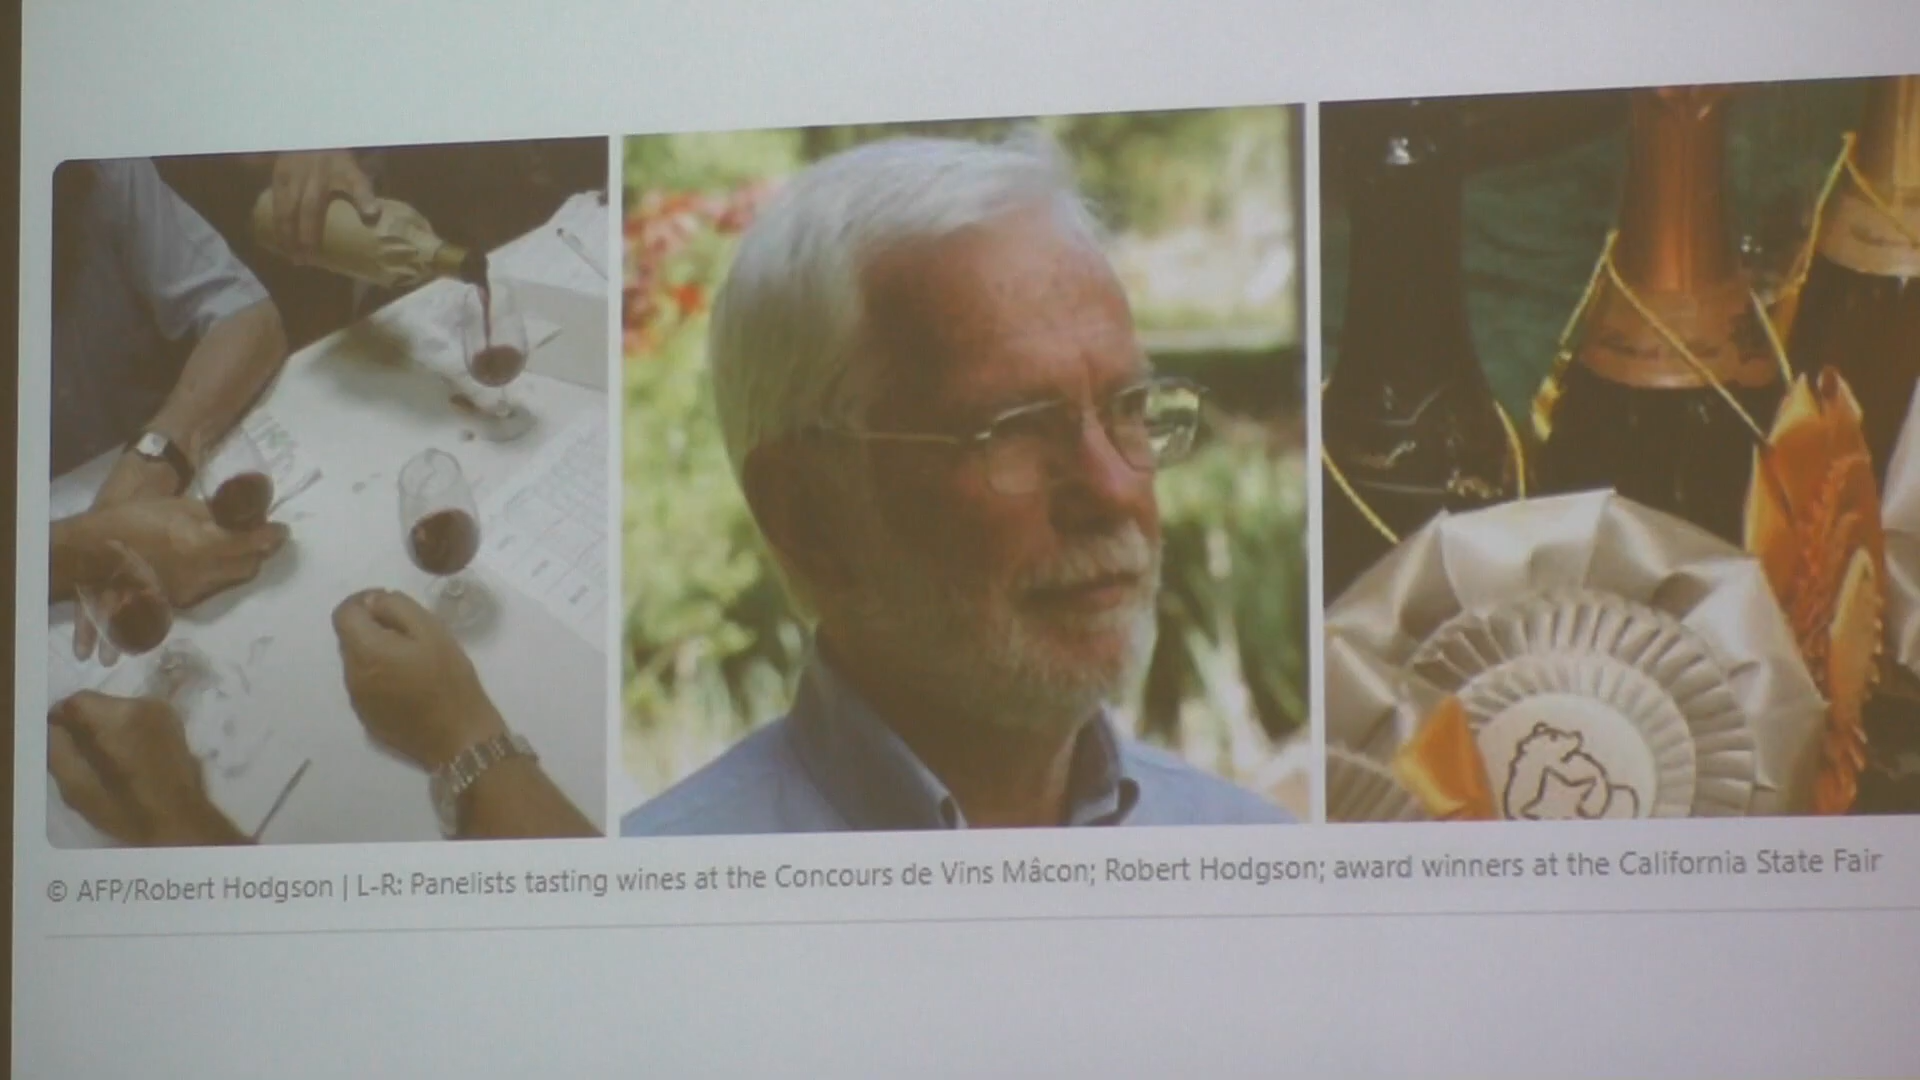 © AFP/Robert Hodgson | L-R: Panelists tasting wines at the Concours de Vins Mâcon; Robert Hodgson; award winners at the California State Fair